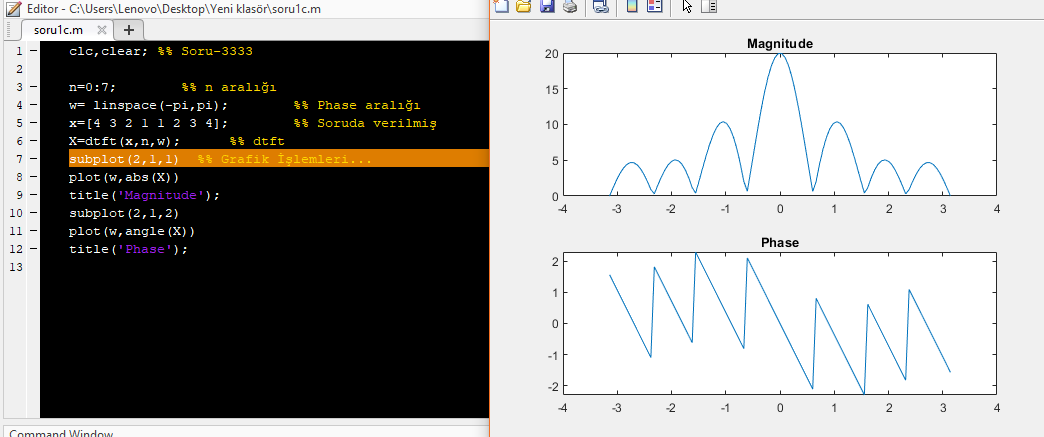 Editor - C:\Users\Lenovo\Desktop\Yeni klasör\soru1c.m
soru1c.m
1 clc,clear; %% Soru-3333
2
3 n=0:7; %% n aralığı
4 w= linspace(-pi,pi); %% Phase aralığı
5 x=[4 3 2 1 1 2 3 4]; %% Soruda verilmiş
6 X=dtft(x,n,w); %% dtft
7 subplot(2,1,1) %% Grafik İşlemleri...
8 plot(w,abs(X))
9 title('Magnitude');
10 subplot(2,1,2)
11 plot(w,angle(X))
12 title('Phase');
13
Command Window
Magnitude
20
15
10
5
0
-4 -3 -2 -1 0 1 2 3 4
Phase
2
1
0
-1
-2
-4 -3 -2 -1 0 1 2 3 4